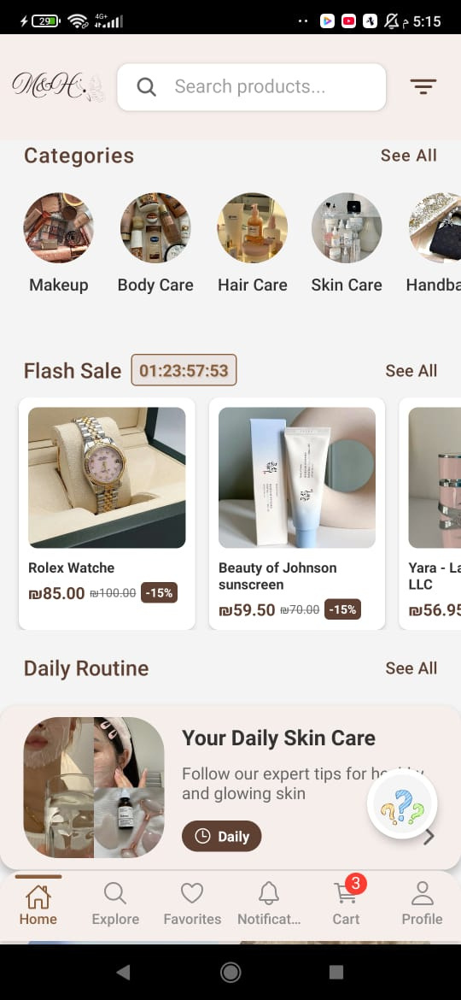 29
4G+
م 5:15
M&H.
Search products...
Categories
See All
Makeup
Body Care
Hair Care
Skin Care
Handba
Flash Sale
01:23:57:53
See All
Rolex Watche
₪85.00 ₪100.00 -15%
Beauty of Johnson
sunscreen
₪59.50 ₪70.00 -15%
Yara - La
LLC
₪56.95
Daily Routine
See All
Your Daily Skin Care
Follow our expert tips for
and glowing skin
Daily
???
Home
Explore
Favorites
Notificat...
3
Cart
Profile